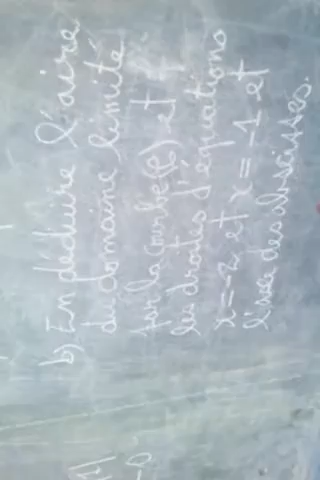 b) En déduire l'aire
du domaine limité
par la courbe (C) et
les droites d'équations
x = -2 et x = -1 et
l'axe des abscisses.